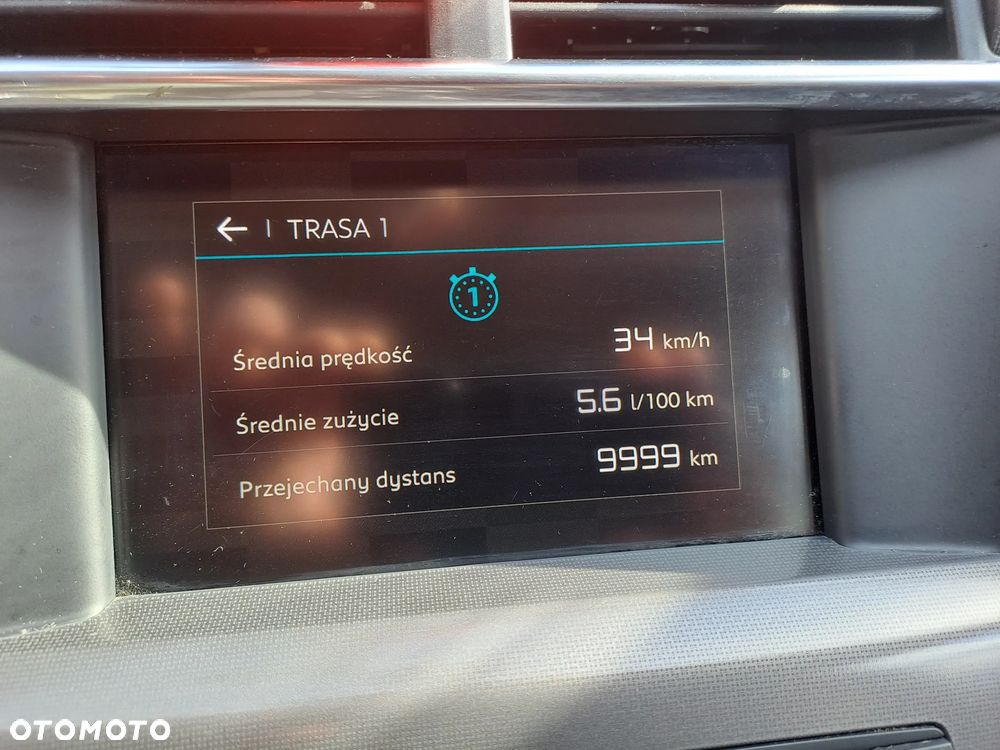 ← | TRASA 1
1
Średnia prędkość 34 km/h
Średnie zużycie 5.6 l/100 km
Przejechany dystans 9999 km
OTOMOTO